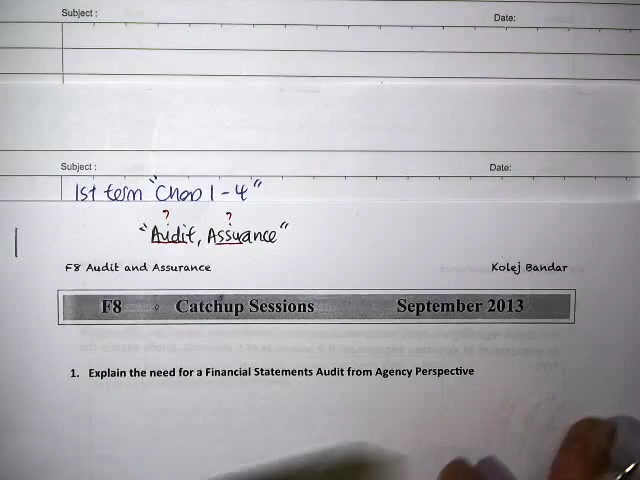 Subject :
Date:
Subject :
Date:
1st term "Chap 1 - 4"
? ?
"Audit, Assurance"
F8 Audit and Assurance
Kolej Bandar
F8 Catchup Sessions September 2013
1. Explain the need for a Financial Statements Audit from Agency Perspective